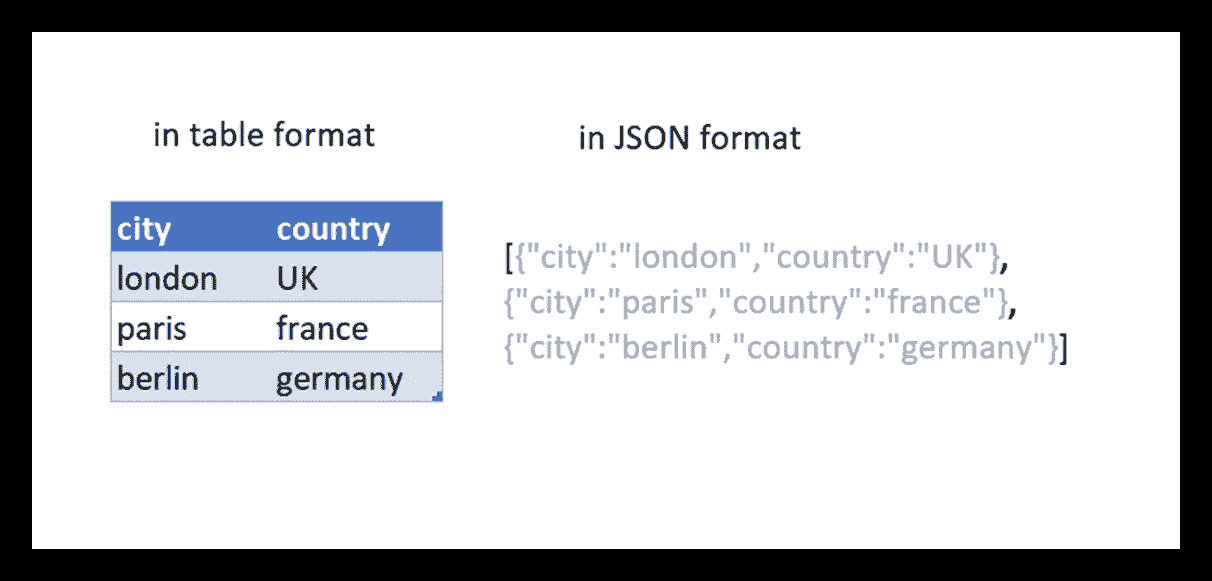 in table format
in JSON format
city country
london UK
paris france
berlin germany
[{"city":"london","country":"UK"},
{"city":"paris","country":"france"},
{"city":"berlin","country":"germany"}]